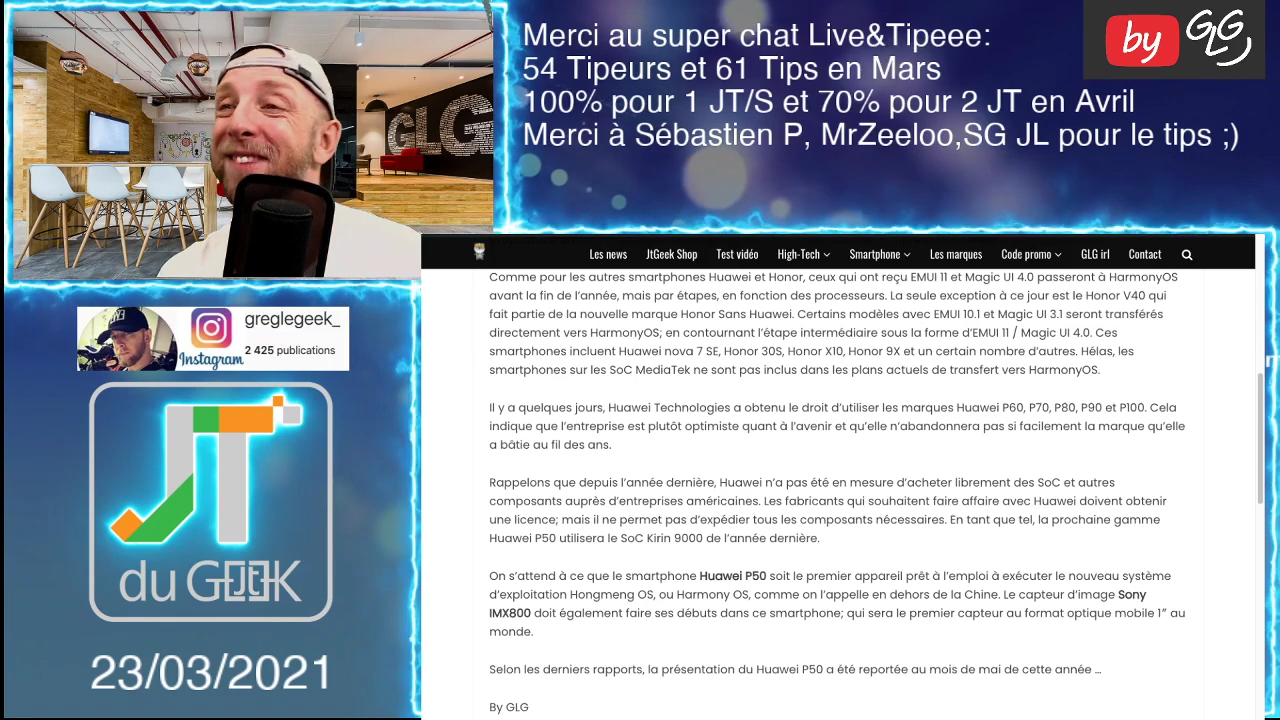 Merci au super chat Live&Tipeee:
54 Tipeurs et 61 Tips en Mars
100% pour 1 JT/S et 70% pour 2 JT en Avril
Merci à Sébastien P, MrZeeloo,SG JL pour le tips ;)
by GLG
GLG
Les news JtGeek Shop Test vidéo High-Tech Smartphone Les marques Code promo GLG irl Contact
Comme pour les autres smartphones Huawei et Honor, ceux qui ont reçu EMUI 11 et Magic UI 4.0 passeront à HarmonyOS
avant la fin de l'année, mais par étapes, en fonction des processeurs. La seule exception à ce jour est le Honor V40 qui
fait partie de la nouvelle marque Honor Sans Huawei. Certains modèles avec EMUI 10.1 et Magic UI 3.1 seront transférés
directement vers HarmonyOS; en contournant l'étape intermédiaire sous la forme d'EMUI 11 / Magic UI 4.0. Ces
smartphones incluent Huawei nova 7 SE, Honor 30S, Honor X10, Honor 9X et un certain nombre d'autres. Hélas, les
smartphones sur les SoC MediaTek ne sont pas inclus dans les plans actuels de transfert vers HarmonyOS.
Il y a quelques jours, Huawei Technologies a obtenu le droit d'utiliser les marques Huawei P60, P70, P80, P90 et P100. Cela
indique que l'entreprise est plutôt optimiste quant à l'avenir et qu'elle n'abandonnera pas si facilement la marque qu'elle
a bâtie au fil des ans.
Rappelons que depuis l'année dernière, Huawei n'a pas été en mesure d'acheter librement des SoC et autres
composants auprès d'entreprises américaines. Les fabricants qui souhaitent faire affaire avec Huawei doivent obtenir
une licence; mais il ne permet pas d'expédier tous les composants nécessaires. En tant que tel, la prochaine gamme
Huawei P50 utilisera le SoC Kirin 9000 de l'année dernière.
On s'attend à ce que le smartphone Huawei P50 soit le premier appareil prêt à l'emploi à exécuter le nouveau système
d'exploitation Hongmeng OS, ou Harmony OS, comme on l'appelle en dehors de la Chine. Le capteur d'image Sony
IMX800 doit également faire ses débuts dans ce smartphone; qui sera le premier capteur au format optique mobile 1″ au
monde.
Selon les derniers rapports, la présentation du Huawei P50 a été reportée au mois de mai de cette année …
By GLG
greglegeek_
Instagram
2 425 publications
JT
du GEEK
23/03/2021